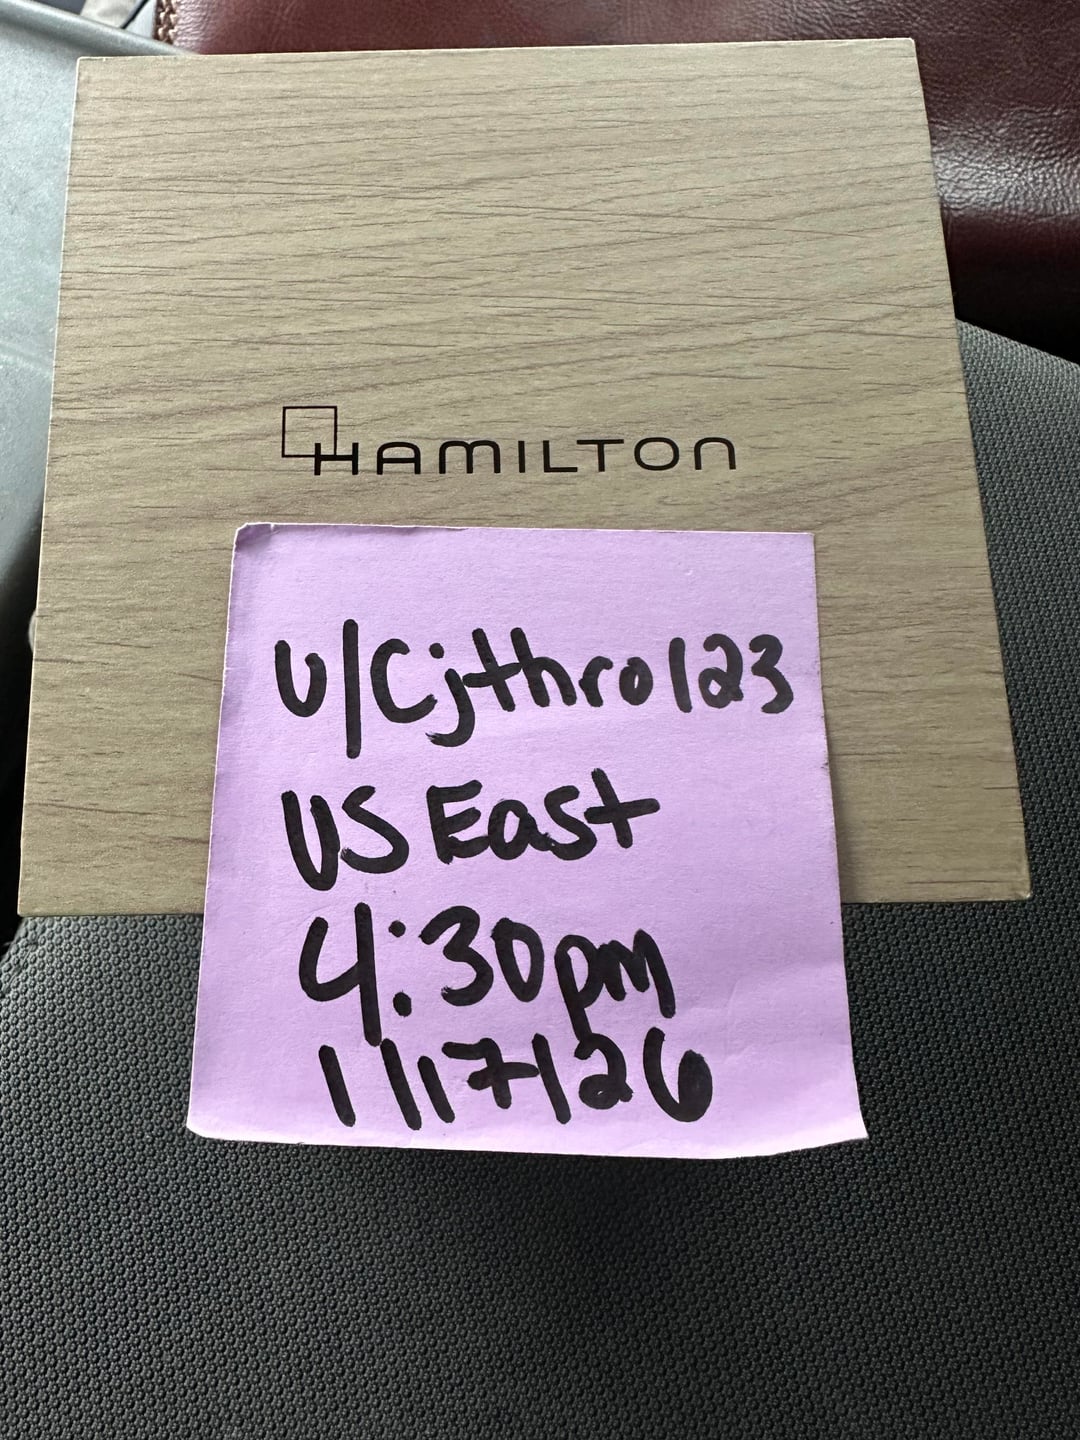 HAMILTON
u/Cjthro123
US East
4:30pm
1/17/26